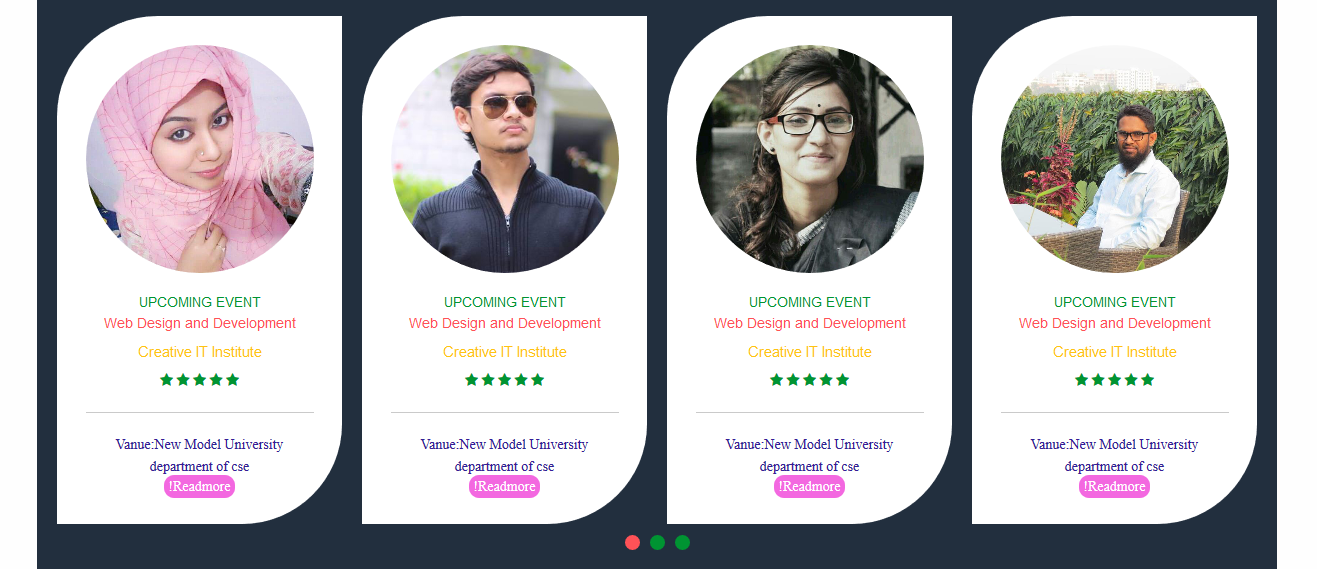 UPCOMING EVENT
Web Design and Development
Creative IT Institute
Vanue:New Model University
department of cse
!Readmore
UPCOMING EVENT
Web Design and Development
Creative IT Institute
Vanue:New Model University
department of cse
!Readmore
UPCOMING EVENT
Web Design and Development
Creative IT Institute
Vanue:New Model University
department of cse
!Readmore
UPCOMING EVENT
Web Design and Development
Creative IT Institute
Vanue:New Model University
department of cse
!Readmore